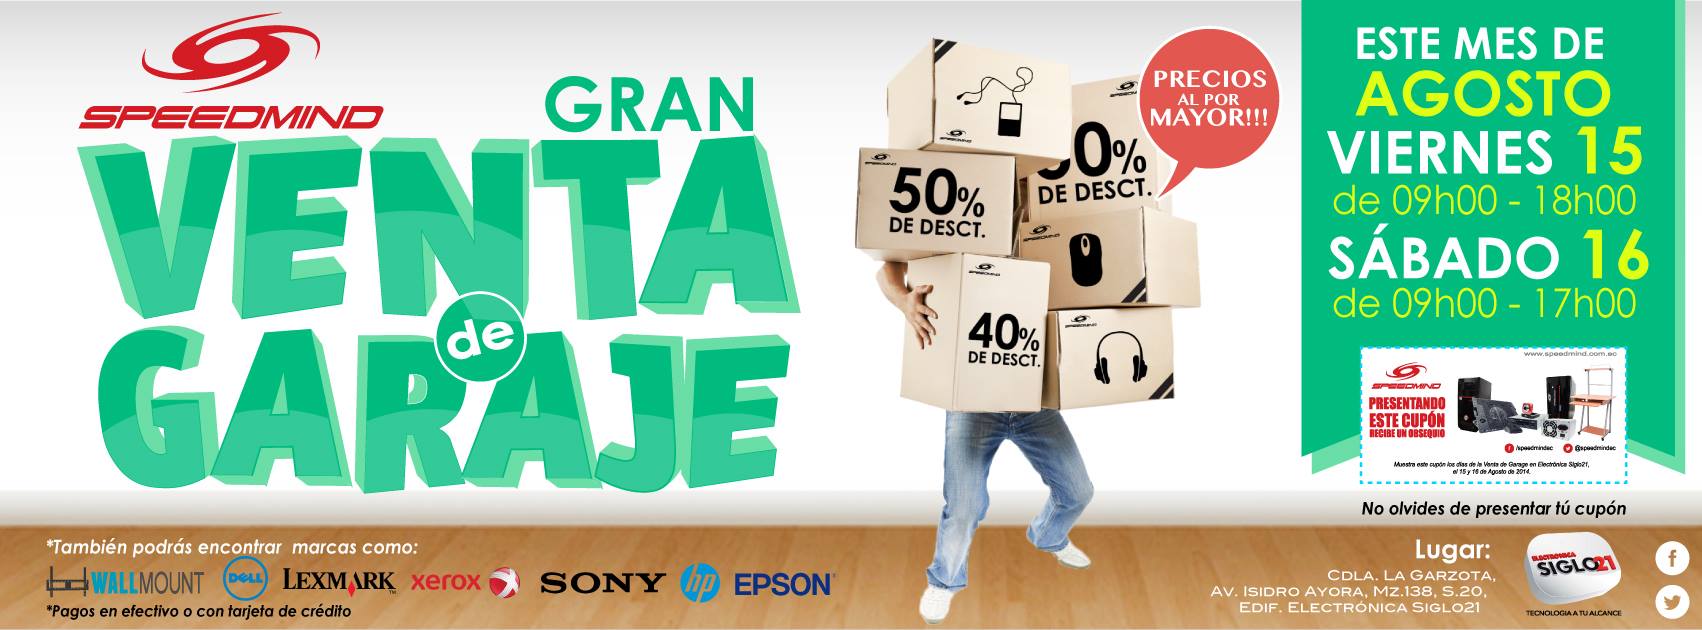 SPEEDMIND
GRAN
VENTA
de
GARAJE
PRECIOS
AL POR
MAYOR!!!
SPEEDMIND
50%
DE DESCT.
0%
DE DESCT.
SPEEDMIND
SPEEDMIND
40%
DE DESCT.
ESTE MES DE
AGOSTO
VIERNES 15
de 09h00 - 18h00
SÁBADO 16
de 09h00 - 17h00
www.speedmind.com.ec
SPEEDMIND
PRESENTANDO
ESTE CUPÓN
RECIBE UN OBSEQUIO
/speedmindec @speedmindec
Muestra este cupón los días de la Venta de Garage en Electrónica Siglo21,
el 15 y 16 de Agosto de 2014.
No olvides de presentar tú cupón
*También podrás encontrar marcas como:
WALLMOUNT DELL LEXMARK xerox SONY hp EPSON
*Pagos en efectivo o con tarjeta de crédito
Lugar:
CDLA. LA GARZOTA,
AV. ISIDRO AYORA, MZ.138, S.20,
EDIF. ELECTRÓNICA SIGLO21
ELECTRONICA
SIGLO21
TECNOLOGIA A TU ALCANCE